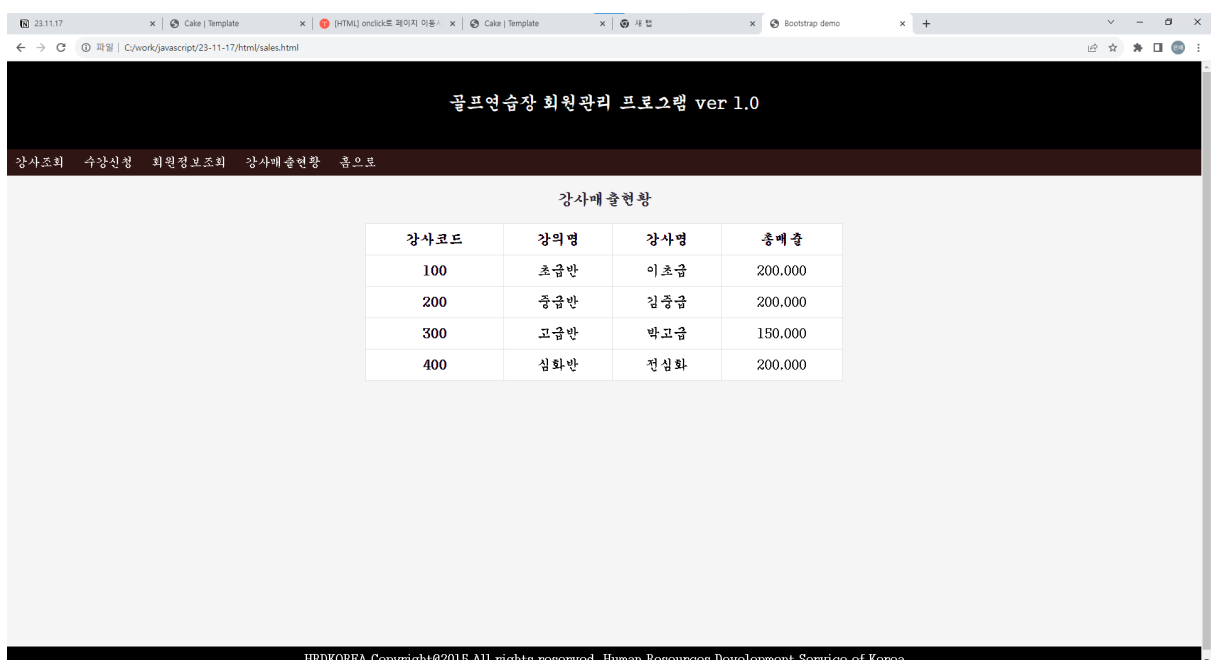 23.11.17 Cake | Template [HTML] onclick로 페이지 이동 Cake | Template 새 탭 Bootstrap demo
파일 C:/work/javascript/23-11-17/html/sales.html
골프연습장 회원관리 프로그램 ver 1.0
강사조회 수강신청 회원정보조회 강사매출현황 홈으로
강사매출현황
강사코드 강의명 강사명 총매출
100 초급반 이초급 200,000
200 중급반 김중급 200,000
300 고급반 박고급 150,000
400 심화반 전심화 200,000
HRDKOREA Copyright@2015 All rights reserved. Human Resources Development Service of Korea